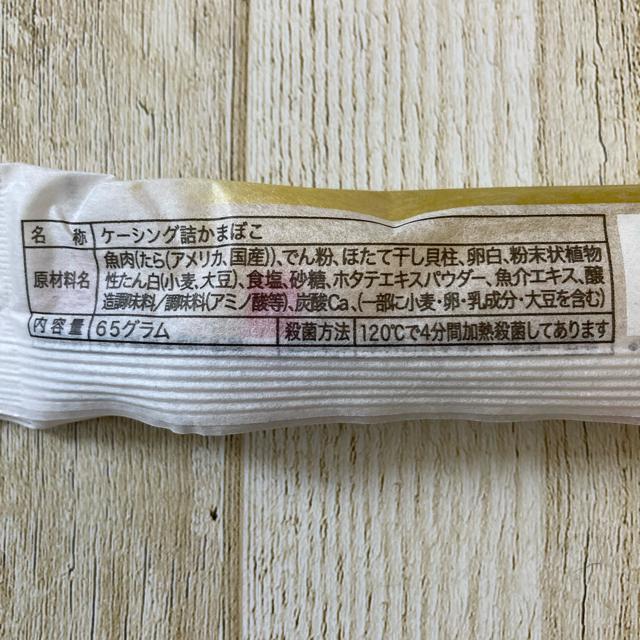 名称 ケーシング詰かまぼこ
原材料名 魚肉(たら(アメリカ、国産))、でん粉、ほたて干し貝柱、卵白、粉末状植物
性たん白(小麦、大豆)、食塩、砂糖、ホタテエキスパウダー、魚介エキス、醸
造調味料/調味料(アミノ酸等)、炭酸Ca、(一部に小麦・卵・乳成分・大豆を含む)
内容量 65グラム 殺菌方法 120℃で4分間加熱殺菌してあります